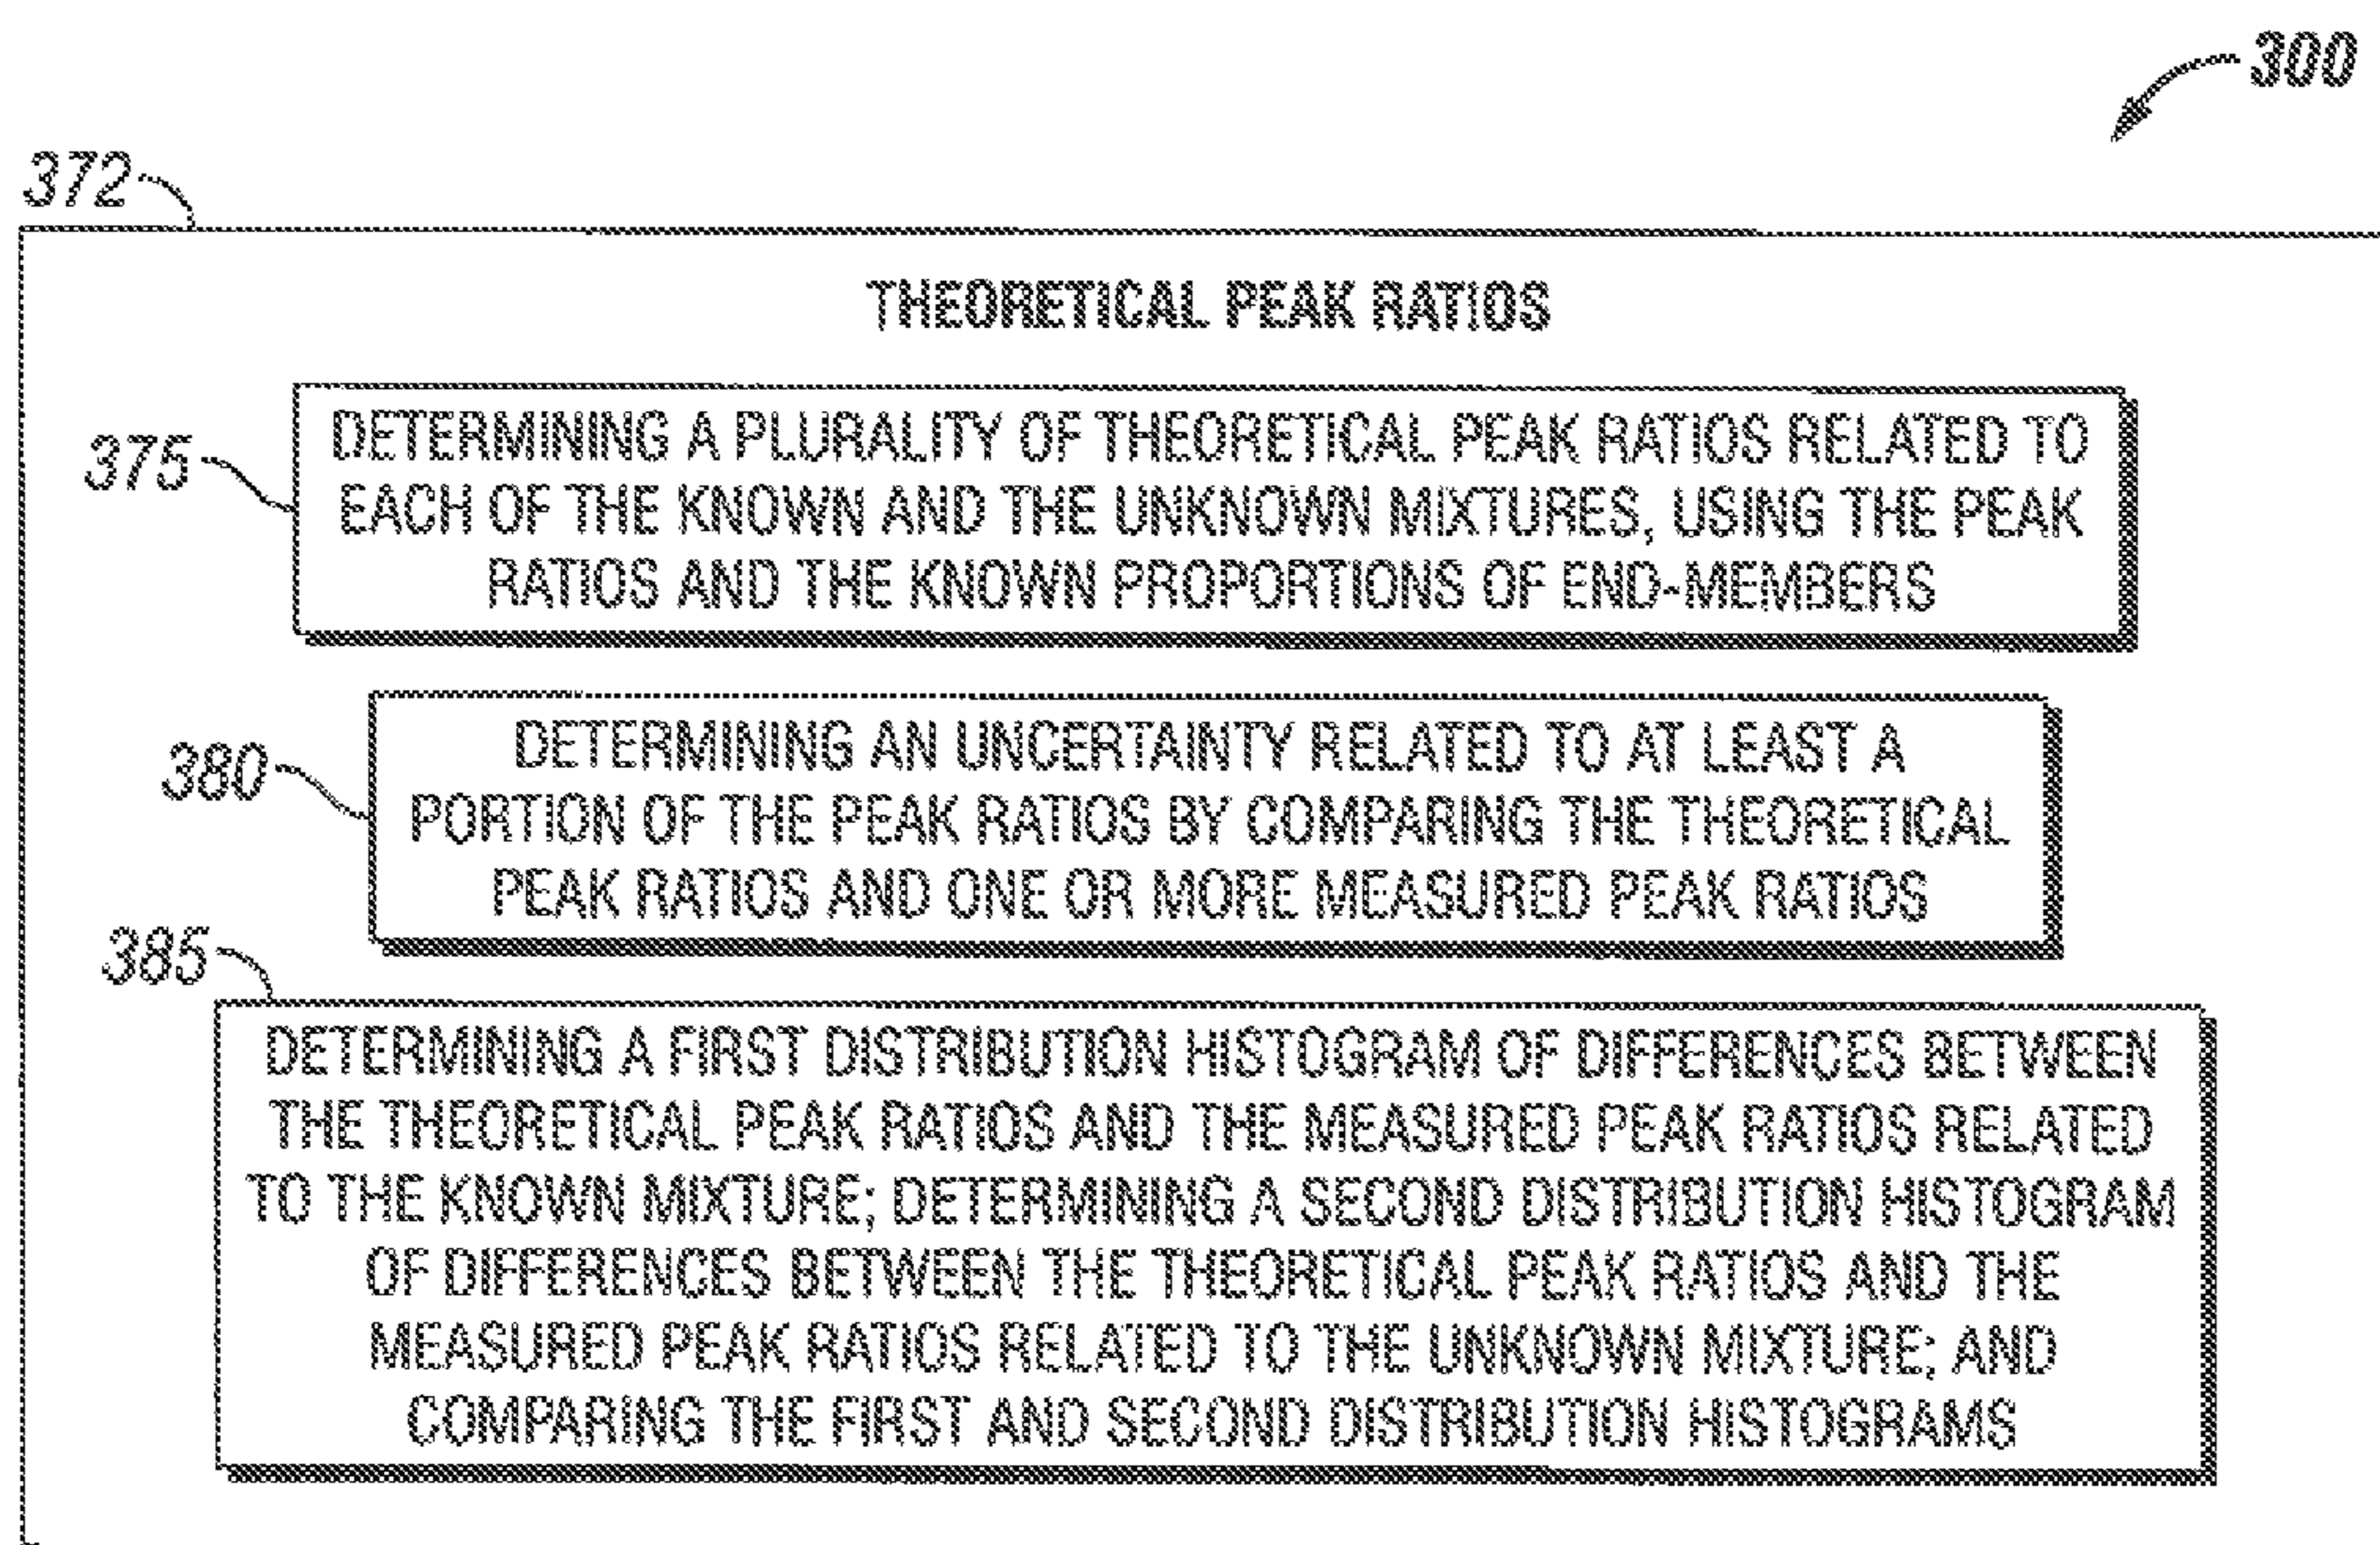 300
372
THEORETICAL PEAK RATIOS
375
DETERMINING A PLURALITY OF THEORETICAL PEAK RATIOS RELATED TO
EACH OF THE KNOWN AND THE UNKNOWN MIXTURES, USING THE PEAK
RATIOS AND THE KNOWN PROPORTIONS OF END-MEMBERS
380
DETERMINING AN UNCERTAINTY RELATED TO AT LEAST A
PORTION OF THE PEAK RATIOS BY COMPARING THE THEORETICAL
PEAK RATIOS AND ONE OR MORE MEASURED PEAK RATIOS
385
DETERMINING A FIRST DISTRIBUTION HISTOGRAM OF DIFFERENCES BETWEEN
THE THEORETICAL PEAK RATIOS AND THE MEASURED PEAK RATIOS RELATED
TO THE KNOWN MIXTURE; DETERMINING A SECOND DISTRIBUTION HISTOGRAM
OF DIFFERENCES BETWEEN THE THEORETICAL PEAK RATIOS AND THE
MEASURED PEAK RATIOS RELATED TO THE UNKNOWN MIXTURE; AND
COMPARING THE FIRST AND SECOND DISTRIBUTION HISTOGRAMS